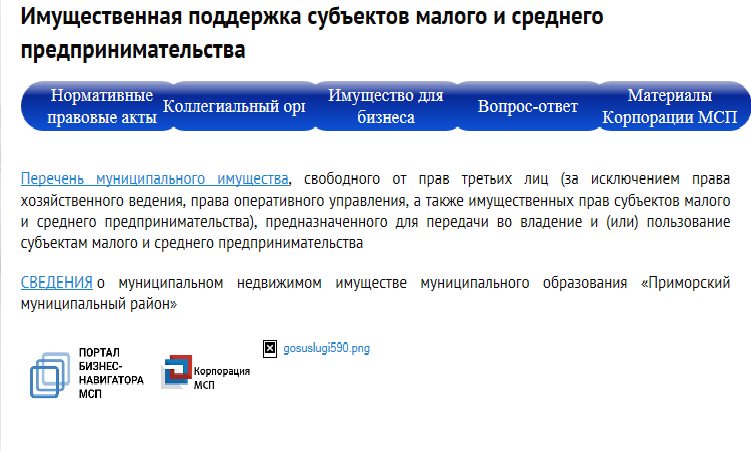 Имущественная поддержка субъектов малого и среднего
предпринимательства
Нормативные
правовые акты
Коллегиальный орг
Имущество для
бизнеса
Вопрос-ответ
Материалы
Корпорации МСП
Перечень муниципального имущества, свободного от прав третьих лиц (за исключением права
хозяйственного ведения, права оперативного управления, а также имущественных прав субъектов малого
и среднего предпринимательства), предназначенного для передачи во владение и (или) пользование
субъектам малого и среднего предпринимательства
СВЕДЕНИЯ о муниципальном недвижимом имуществе муниципального образования «Приморский
муниципальный район»
ПОРТАЛ
БИЗНЕС-
НАВИГАТОРА
МСП
Корпорация
МСП
gosuslugi590.png